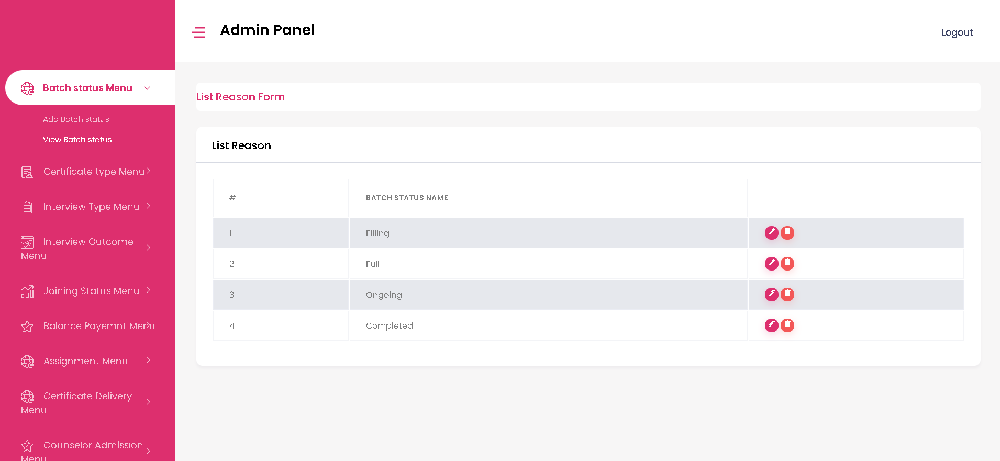 Admin Panel
Logout
Batch status Menu
Add Batch status
View Batch status
Certificate type Menu
Interview Type Menu
Interview Outcome
Menu
Joining Status Menu
Balance Payemnt Menu
Assignment Menu
Certificate Delivery
Menu
Counselor Admission
Menu
List Reason Form
List Reason
# BATCH STATUS NAME
1 Filling
2 Full
3 Ongoing
4 Completed